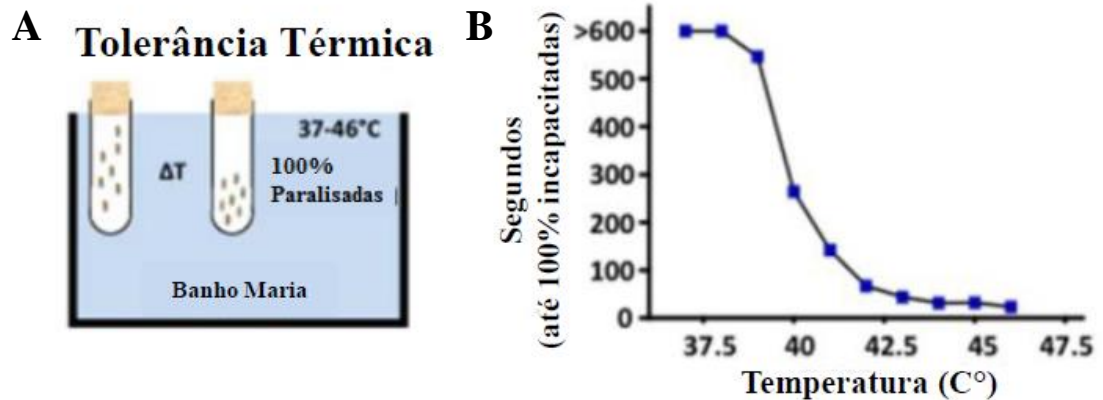 A
Tolerância Térmica
37-46°C
ΔT
100%
Paralisadas
Banho Maria
B
Segundos
(até 100% incapacitadas)
>600
500
400
300
200
100
0
37.5 40 42.5 45 47.5
Temperatura (C°)